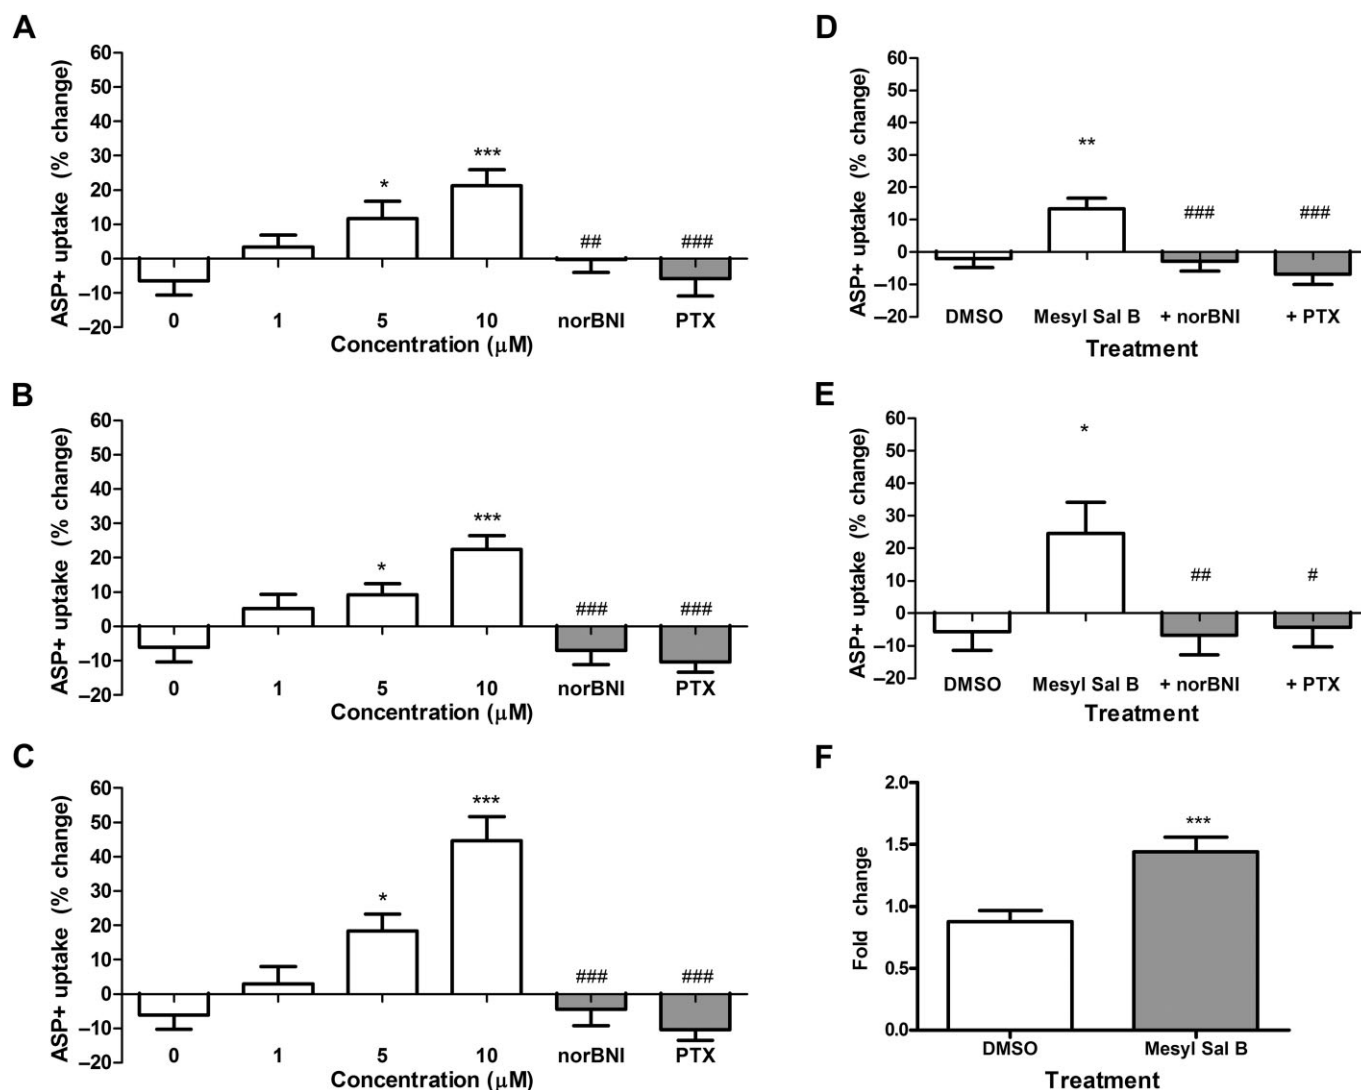 A
ASP+ uptake (% change)
60
50
40
30
20
10
0
–10
–20
*
***
##
###
0 1 5 10 norBNI PTX
Concentration (μM)
B
ASP+ uptake (% change)
60
50
40
30
20
10
0
–10
–20
*
***
###
###
0 1 5 10 norBNI PTX
Concentration (μM)
C
ASP+ uptake (% change)
60
50
40
30
20
10
0
–10
–20
*
***
###
###
0 1 5 10 norBNI PTX
Concentration (μM)
D
ASP+ uptake (% change)
60
50
40
30
20
10
0
–10
–20
**
###
###
DMSO Mesyl Sal B + norBNI + PTX
Treatment
E
ASP+ uptake (% change)
60
50
40
30
20
10
0
–10
–20
*
##
#
DMSO Mesyl Sal B + norBNI + PTX
Treatment
F
Fold change
2.0
1.5
1.0
0.5
0.0
***
DMSO Mesyl Sal B
Treatment